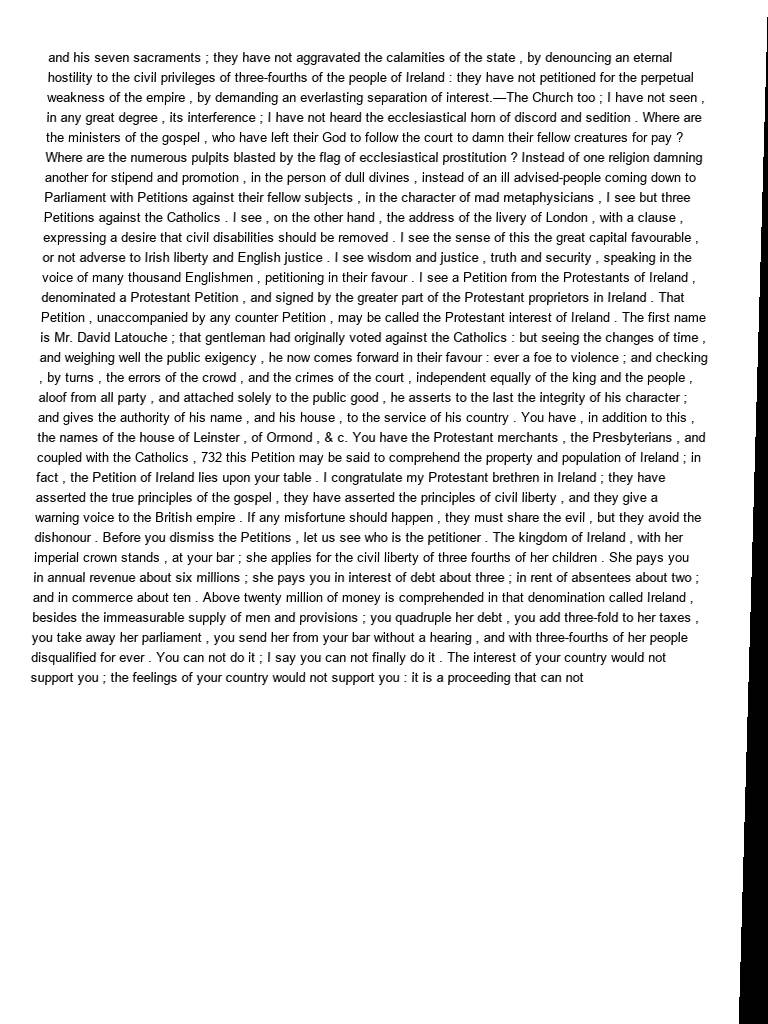 and his seven sacraments ; they have not aggravated the calamities of the state , by denouncing an eternal
hostility to the civil privileges of three-fourths of the people of Ireland : they have not petitioned for the perpetual
weakness of the empire , by demanding an everlasting separation of interest.—The Church too ; I have not seen ,
in any great degree , its interference ; I have not heard the ecclesiastical horn of discord and sedition . Where are
the ministers of the gospel , who have left their God to follow the court to damn their fellow creatures for pay ?
Where are the numerous pulpits blasted by the flag of ecclesiastical prostitution ? Instead of one religion damning
another for stipend and promotion , in the person of dull divines , instead of an ill advised-people coming down to
Parliament with Petitions against their fellow subjects , in the character of mad metaphysicians , I see but three
Petitions against the Catholics . I see , on the other hand , the address of the livery of London , with a clause ,
expressing a desire that civil disabilities should be removed . I see the sense of this the great capital favourable ,
or not adverse to Irish liberty and English justice . I see wisdom and justice , truth and security , speaking in the
voice of many thousand Englishmen , petitioning in their favour . I see a Petition from the Protestants of Ireland ,
denominated a Protestant Petition , and signed by the greater part of the Protestant proprietors in Ireland . That
Petition , unaccompanied by any counter Petition , may be called the Protestant interest of Ireland . The first name
is Mr. David Latouche ; that gentleman had originally voted against the Catholics : but seeing the changes of time ,
and weighing well the public exigency , he now comes forward in their favour : ever a foe to violence ; and checking
, by turns , the errors of the crowd , and the crimes of the court , independent equally of the king and the people ,
aloof from all party , and attached solely to the public good , he asserts to the last the integrity of his character ;
and gives the authority of his name , and his house , to the service of his country . You have , in addition to this ,
the names of the house of Leinster , of Ormond , & c. You have the Protestant merchants , the Presbyterians , and
coupled with the Catholics , 732 this Petition may be said to comprehend the property and population of Ireland ; in
fact , the Petition of Ireland lies upon your table . I congratulate my Protestant brethren in Ireland ; they have
asserted the true principles of the gospel , they have asserted the principles of civil liberty , and they give a
warning voice to the British empire . If any misfortune should happen , they must share the evil , but they avoid the
dishonour . Before you dismiss the Petitions , let us see who is the petitioner . The kingdom of Ireland , with her
imperial crown stands , at your bar ; she applies for the civil liberty of three fourths of her children . She pays you
in annual revenue about six millions ; she pays you in interest of debt about three ; in rent of absentees about two ;
and in commerce about ten . Above twenty million of money is comprehended in that denomination called Ireland ,
besides the immeasurable supply of men and provisions ; you quadruple her debt , you add three-fold to her taxes ,
you take away her parliament , you send her from your bar without a hearing , and with three-fourths of her people
disqualified for ever . You can not do it ; I say you can not finally do it . The interest of your country would not
support you ; the feelings of your country would not support you : it is a proceeding that can not